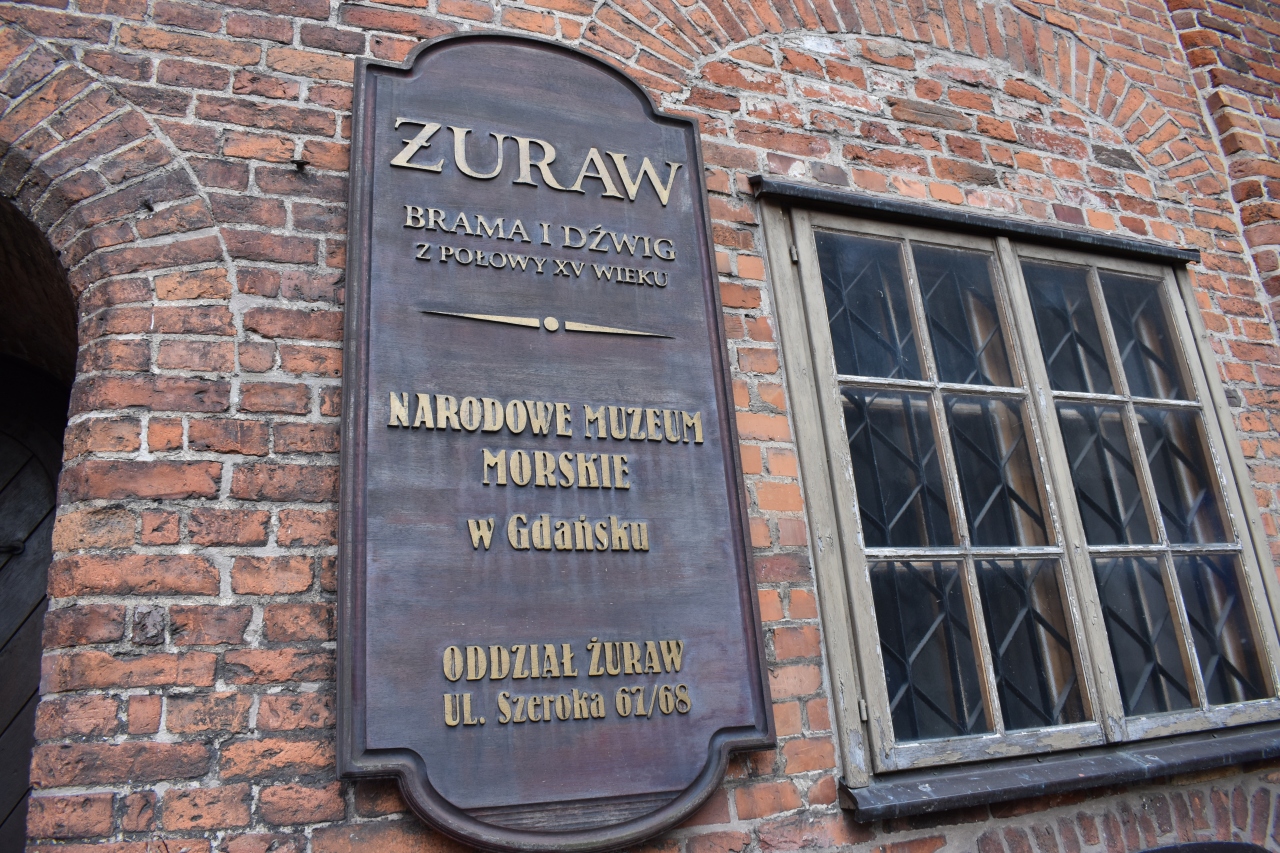 ŻURAW
BRAMA I DŹWIG
Z POŁOWY XV WIEKU
NARODOWE MUZEUM
MORSKIE
w Gdańsku
ODDZIAŁ ŻURAW
UL. Szeroka 67/68